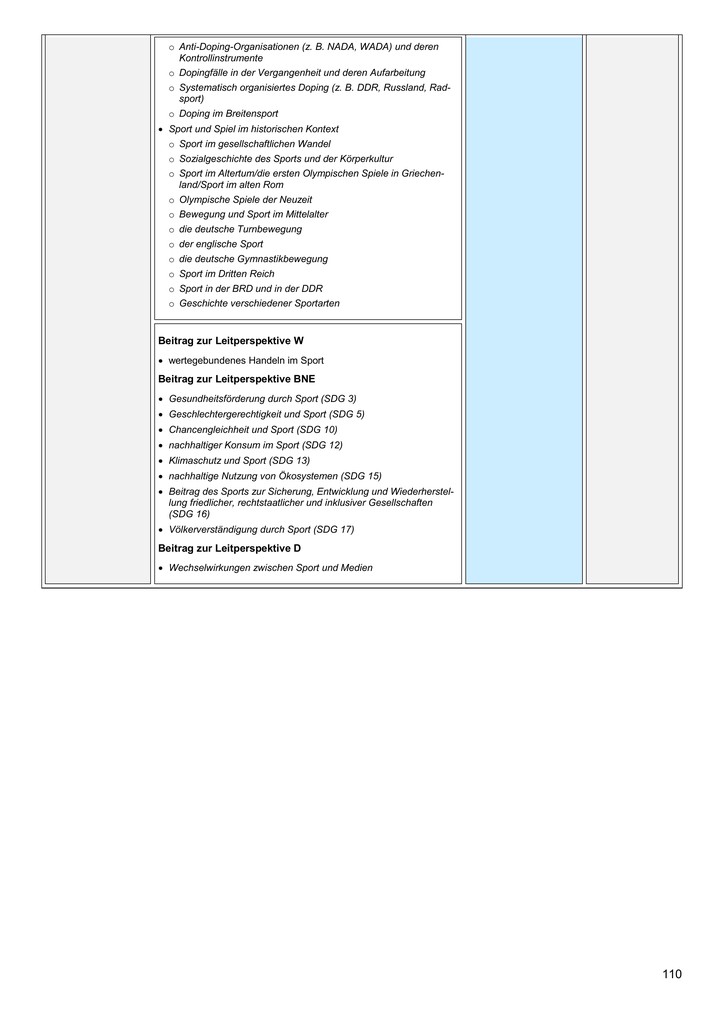 o Anti-Doping-Organisationen (z. B. NADA, WADA) und deren
Kontrollinstrumente
o Dopingfälle in der Vergangenheit und deren Aufarbeitung
o Systematisch organisiertes Doping (z. B. DDR, Russland, Rad-
sport)
o Doping im Breitensport
• Sport und Spiel im historischen Kontext
o Sport im gesellschaftlichen Wandel
o Sozialgeschichte des Sports und der Körperkultur
o Sport im Altertum/die ersten Olympischen Spiele in Griechen-
land/Sport im alten Rom
o Olympische Spiele der Neuzeit
o Bewegung und Sport im Mittelalter
o die deutsche Turnbewegung
o der englische Sport
o die deutsche Gymnastikbewegung
o Sport im Dritten Reich
o Sport in der BRD und in der DDR
o Geschichte verschiedener Sportarten
Beitrag zur Leitperspektive W
• wertegebundenes Handeln im Sport
Beitrag zur Leitperspektive BNE
• Gesundheitsförderung durch Sport (SDG 3)
• Geschlechtergerechtigkeit und Sport (SDG 5)
• Chancengleichheit und Sport (SDG 10)
• nachhaltiger Konsum im Sport (SDG 12)
• Klimaschutz und Sport (SDG 13)
• nachhaltige Nutzung von Ökosystemen (SDG 15)
• Beitrag des Sports zur Sicherung, Entwicklung und Wiederherstel-
lung friedlicher, rechtstaatlicher und inklusiver Gesellschaften
(SDG 16)
• Völkerverständigung durch Sport (SDG 17)
Beitrag zur Leitperspektive D
• Wechselwirkungen zwischen Sport und Medien
110